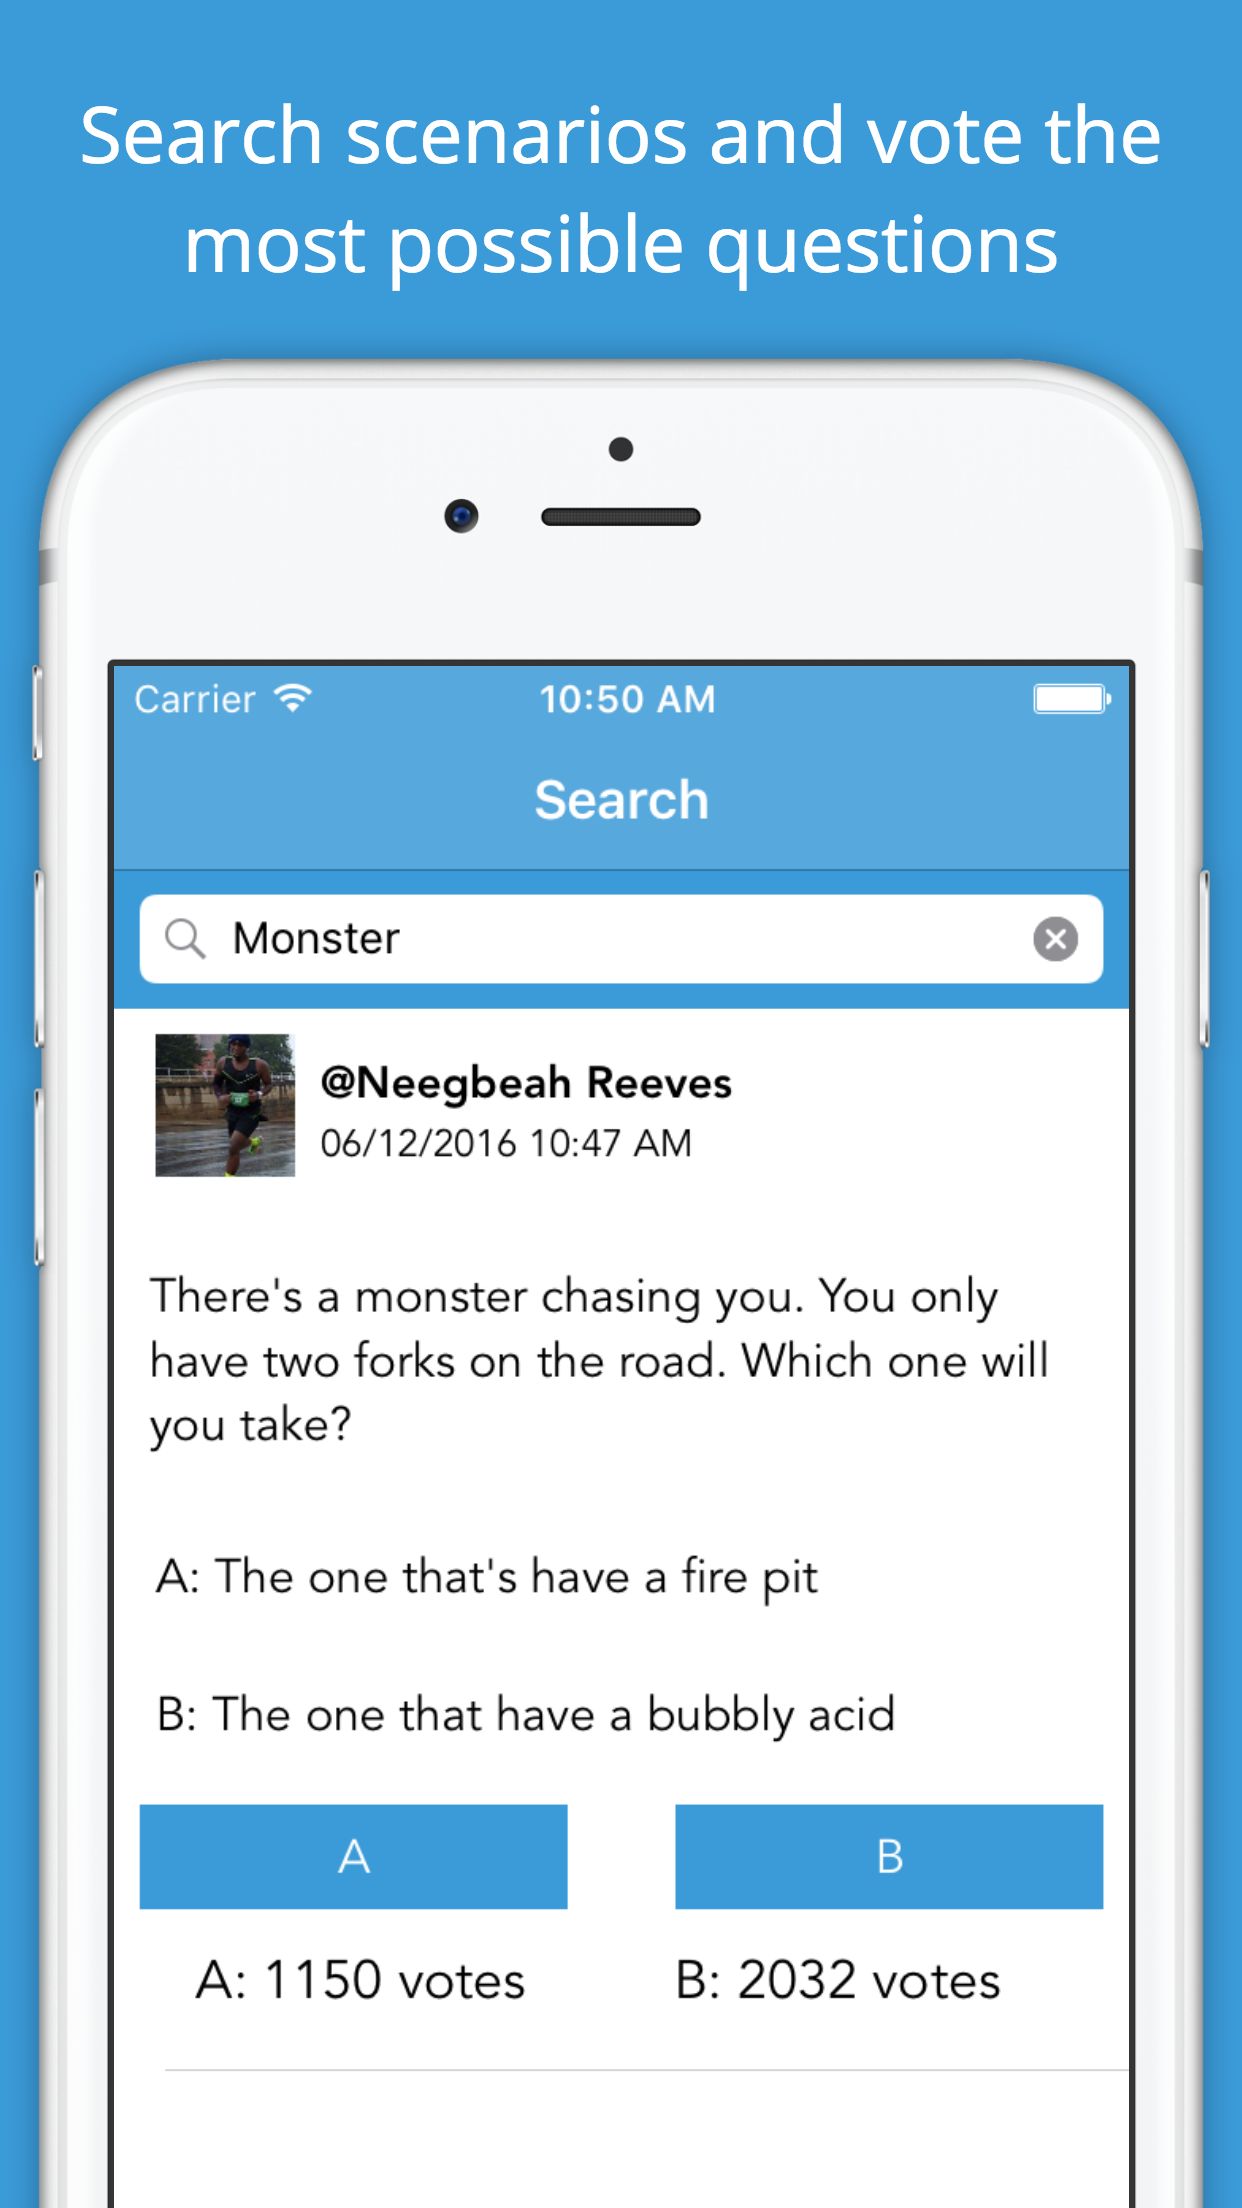 Search scenarios and vote the
most possible questions
Carrier
10:50 AM
Search
Monster
@Neegbeah Reeves
06/12/2016 10:47 AM
There's a monster chasing you. You only
have two forks on the road. Which one will
you take?
A: The one that's have a fire pit
B: The one that have a bubbly acid
A
B
A: 1150 votes
B: 2032 votes